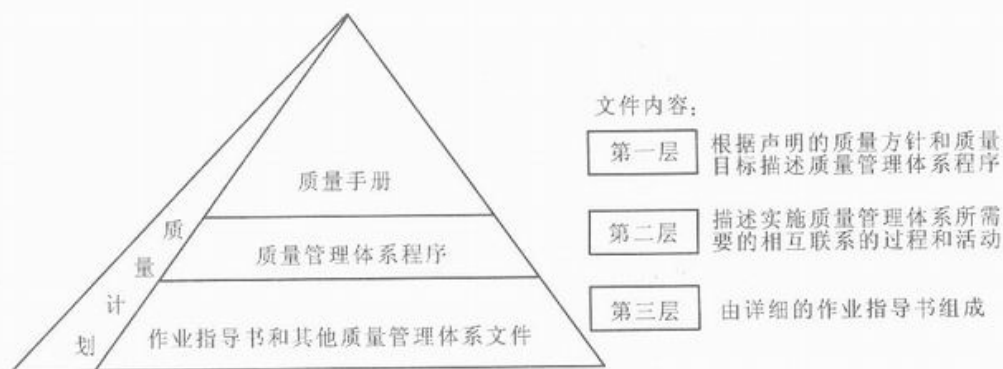 文件内容：
第一层
根据声明的质量方针和质量
目标描述质量管理体系程序
质量手册
第二层
描述实施质量管理体系所需
要的相互联系的过程和活动
质量管理体系程序
第三层
由详细的作业指导书组成
作业指导书和其他质量管理体系文件
质量计划